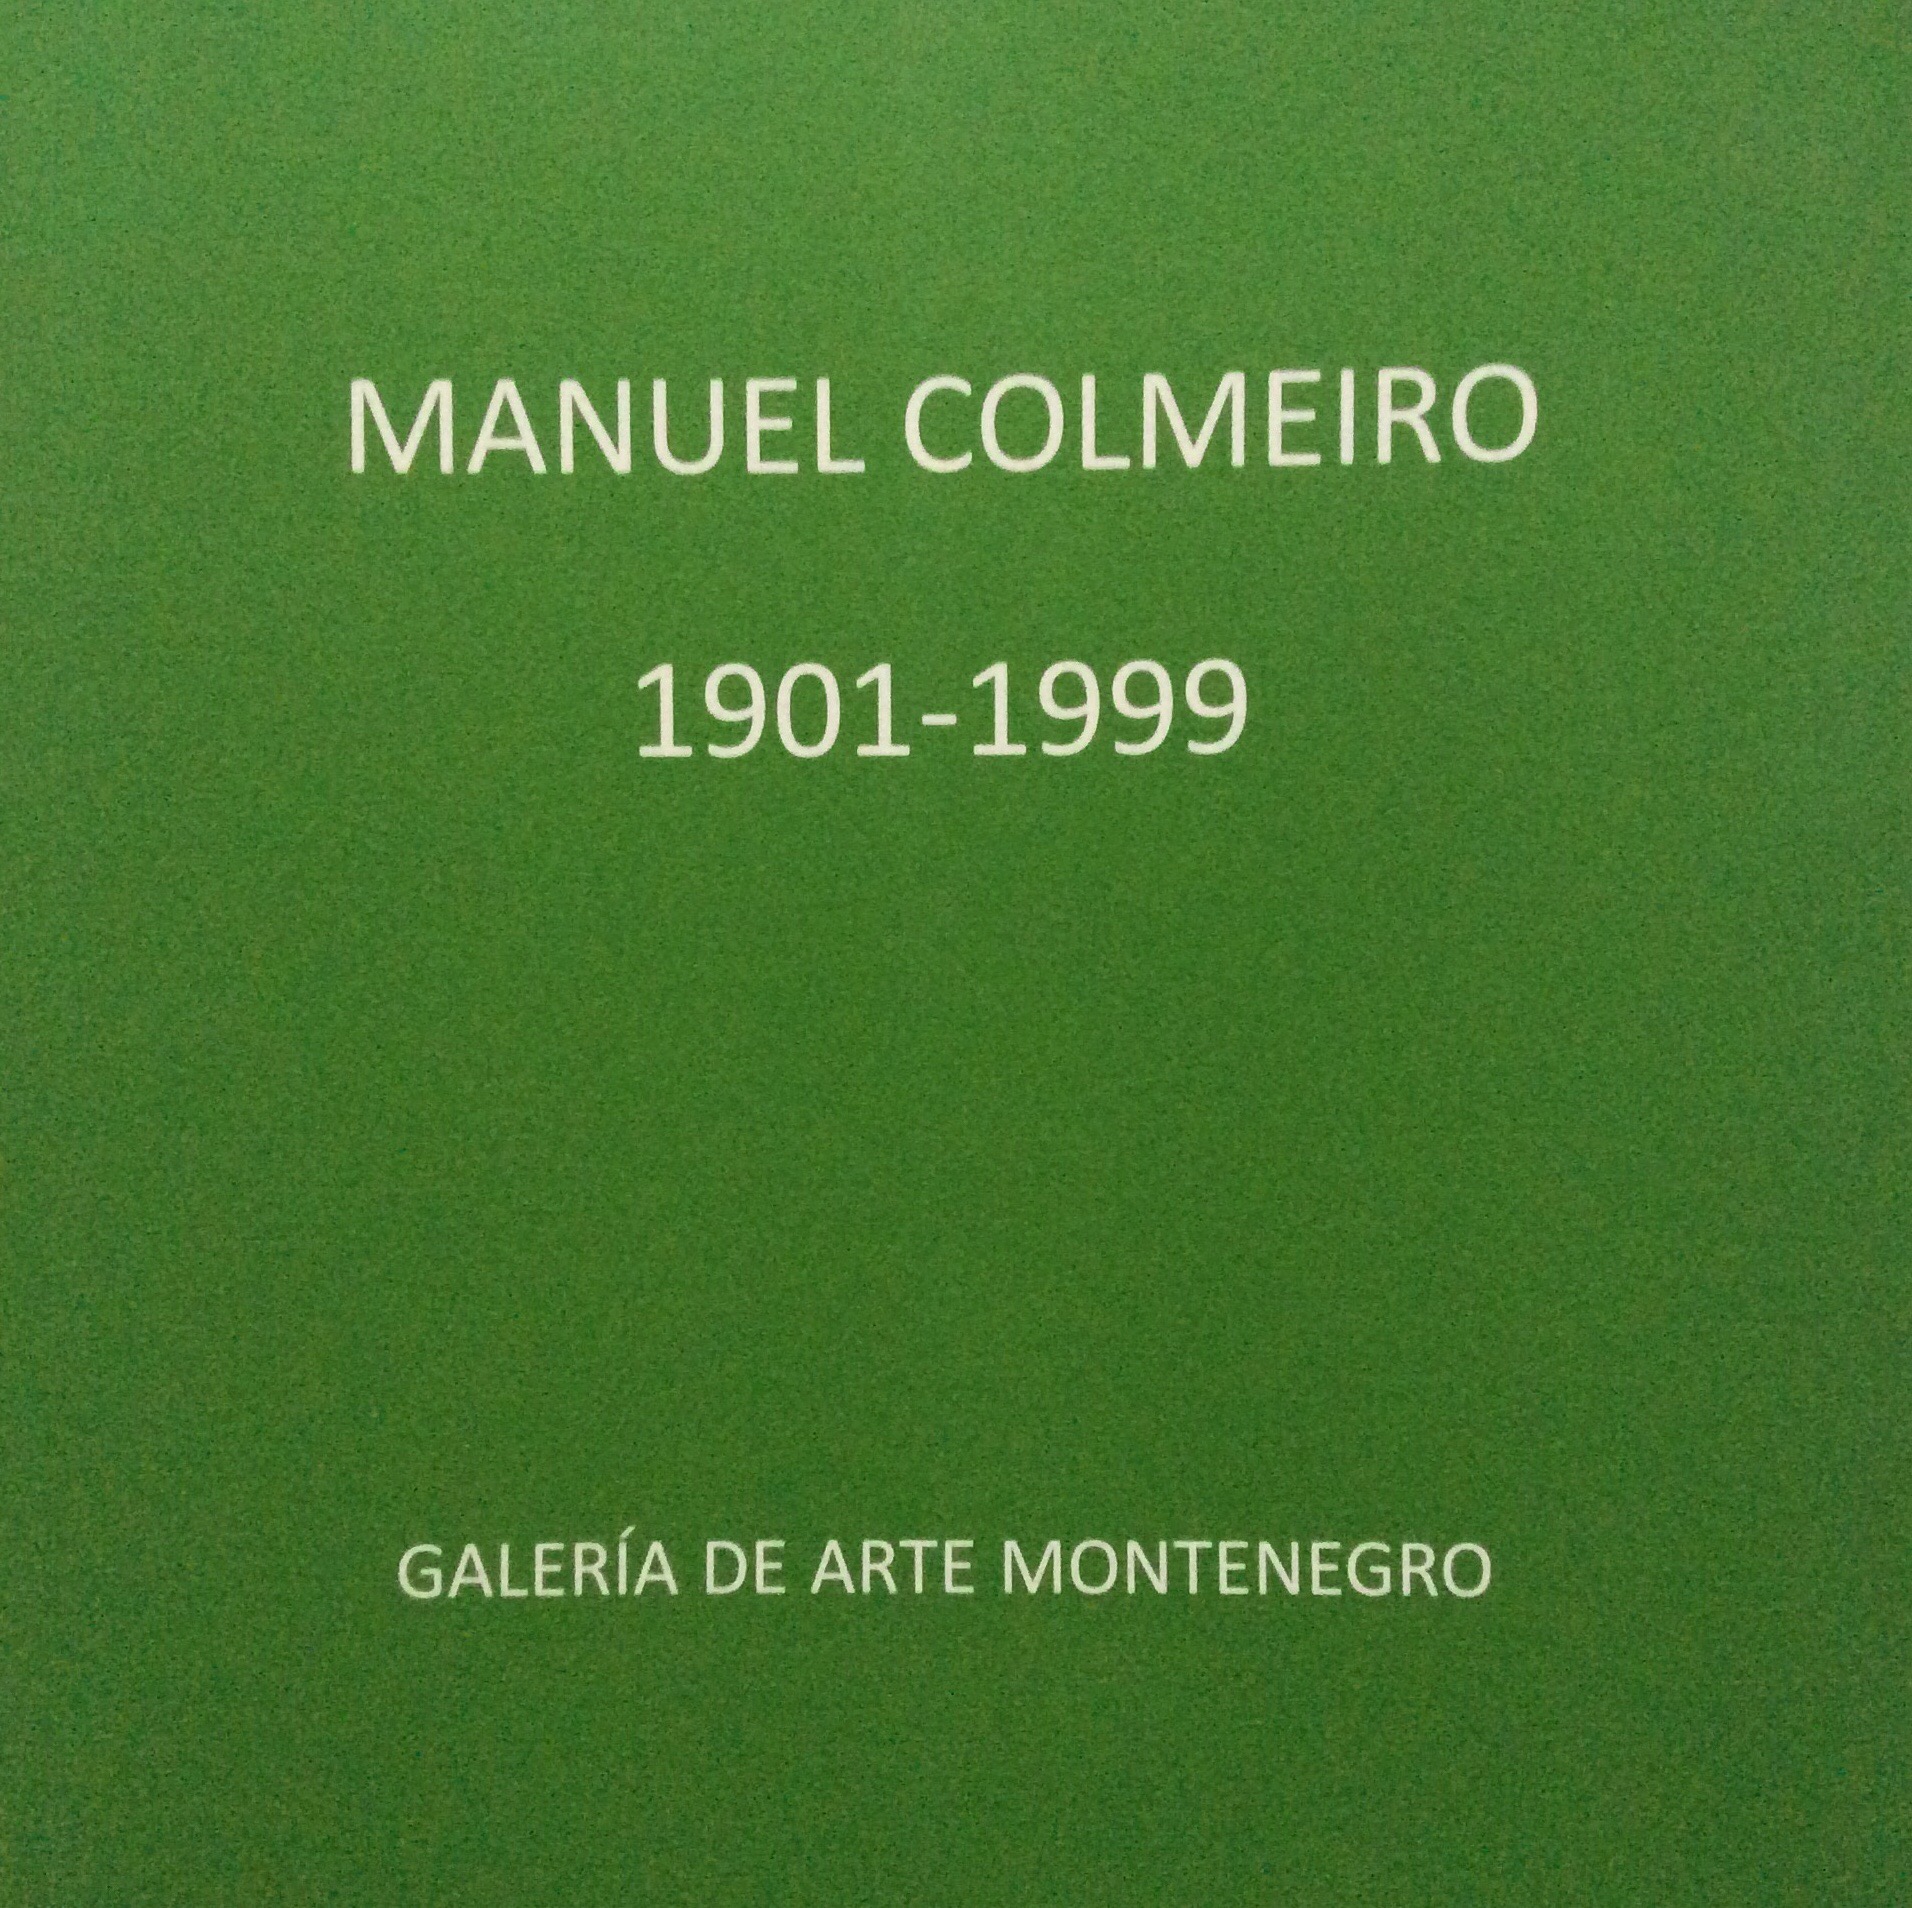 MANUEL COLMEIRO
1901-1999
GALERÍA DE ARTE MONTENEGRO